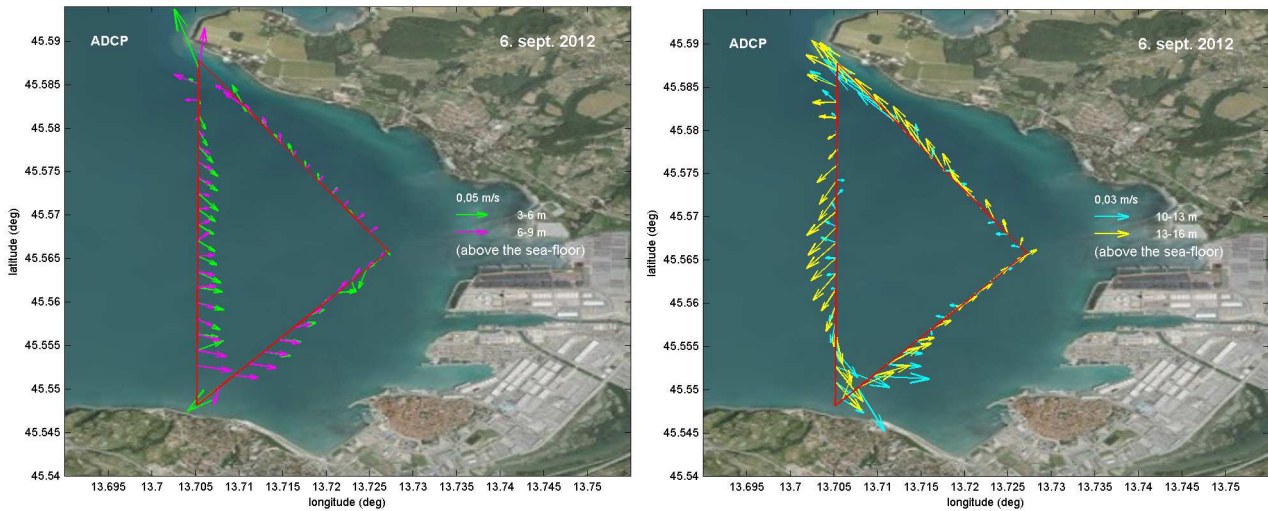 ADCP
6. sept. 2012
0,05 m/s
3-6 m
6-9 m
(above the sea-floor)
latitude (deg)
45.59
45.585
45.58
45.575
45.57
45.565
45.56
45.555
45.55
45.545
45.54
13.695 13.7 13.705 13.71 13.715 13.72 13.725 13.73 13.735 13.74 13.745 13.75
longitude (deg)
ADCP
6. sept. 2012
0,03 m/s
10-13 m
13-16 m
(above the sea-floor)
latitude (deg)
45.59
45.585
45.58
45.575
45.57
45.565
45.56
45.555
45.55
45.545
45.54
13.695 13.7 13.705 13.71 13.715 13.72 13.725 13.73 13.735 13.74 13.745 13.75
longitude (deg)